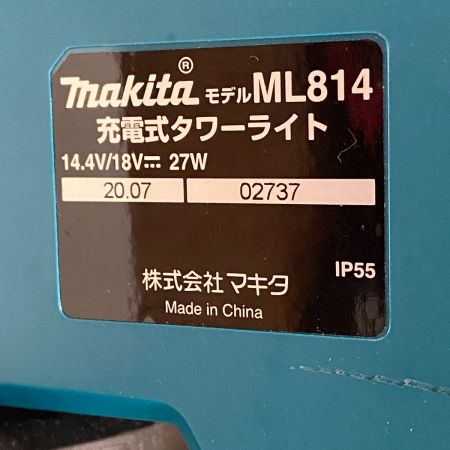 makita® モデルML814
充電式タワーライト
14.4V/18V⎓ 27W
20.07 02737
IP55
株式会社マキタ
Made in China